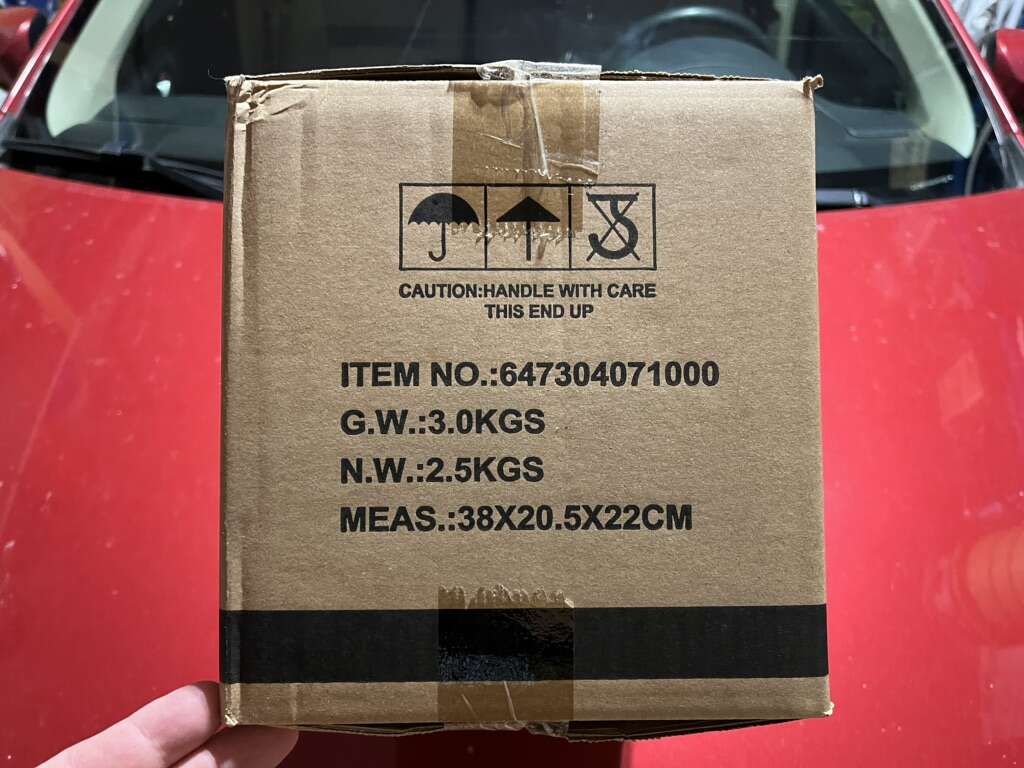 CAUTION:HANDLE WITH CARE
THIS END UP
ITEM NO.:647304071000
G.W.:3.0KGS
N.W.:2.5KGS
MEAS.:38X20.5X22CM